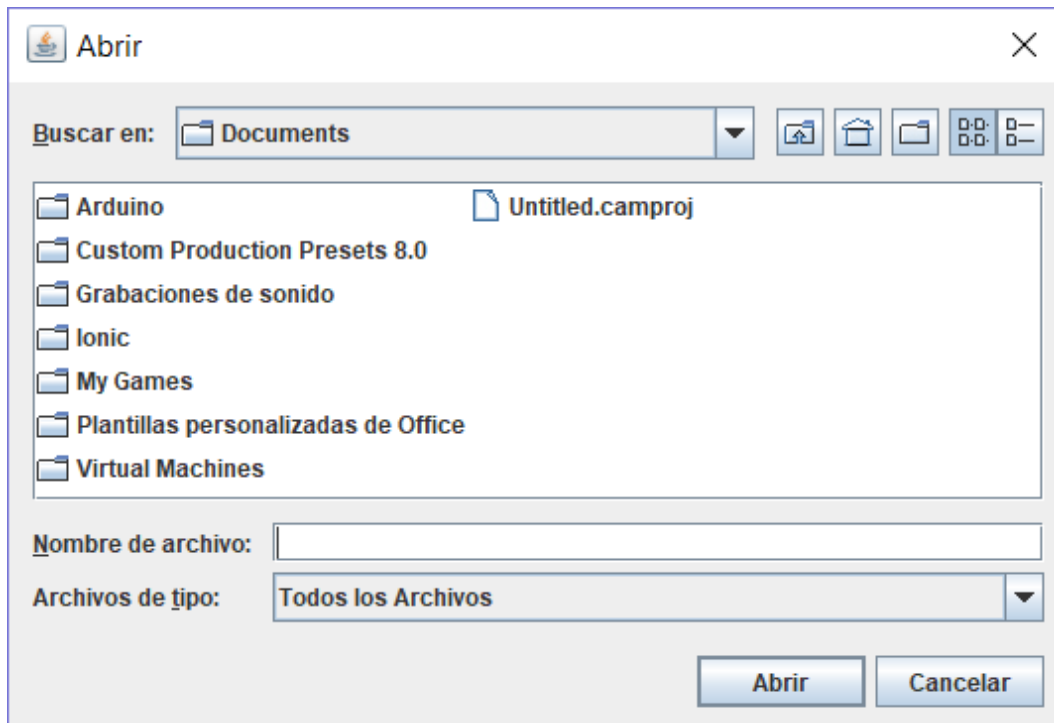 Abrir
Buscar en: Documents
Arduino
Untitled.camproj
Custom Production Presets 8.0
Grabaciones de sonido
Ionic
My Games
Plantillas personalizadas de Office
Virtual Machines
Nombre de archivo:
Archivos de tipo: Todos los Archivos
Abrir Cancelar